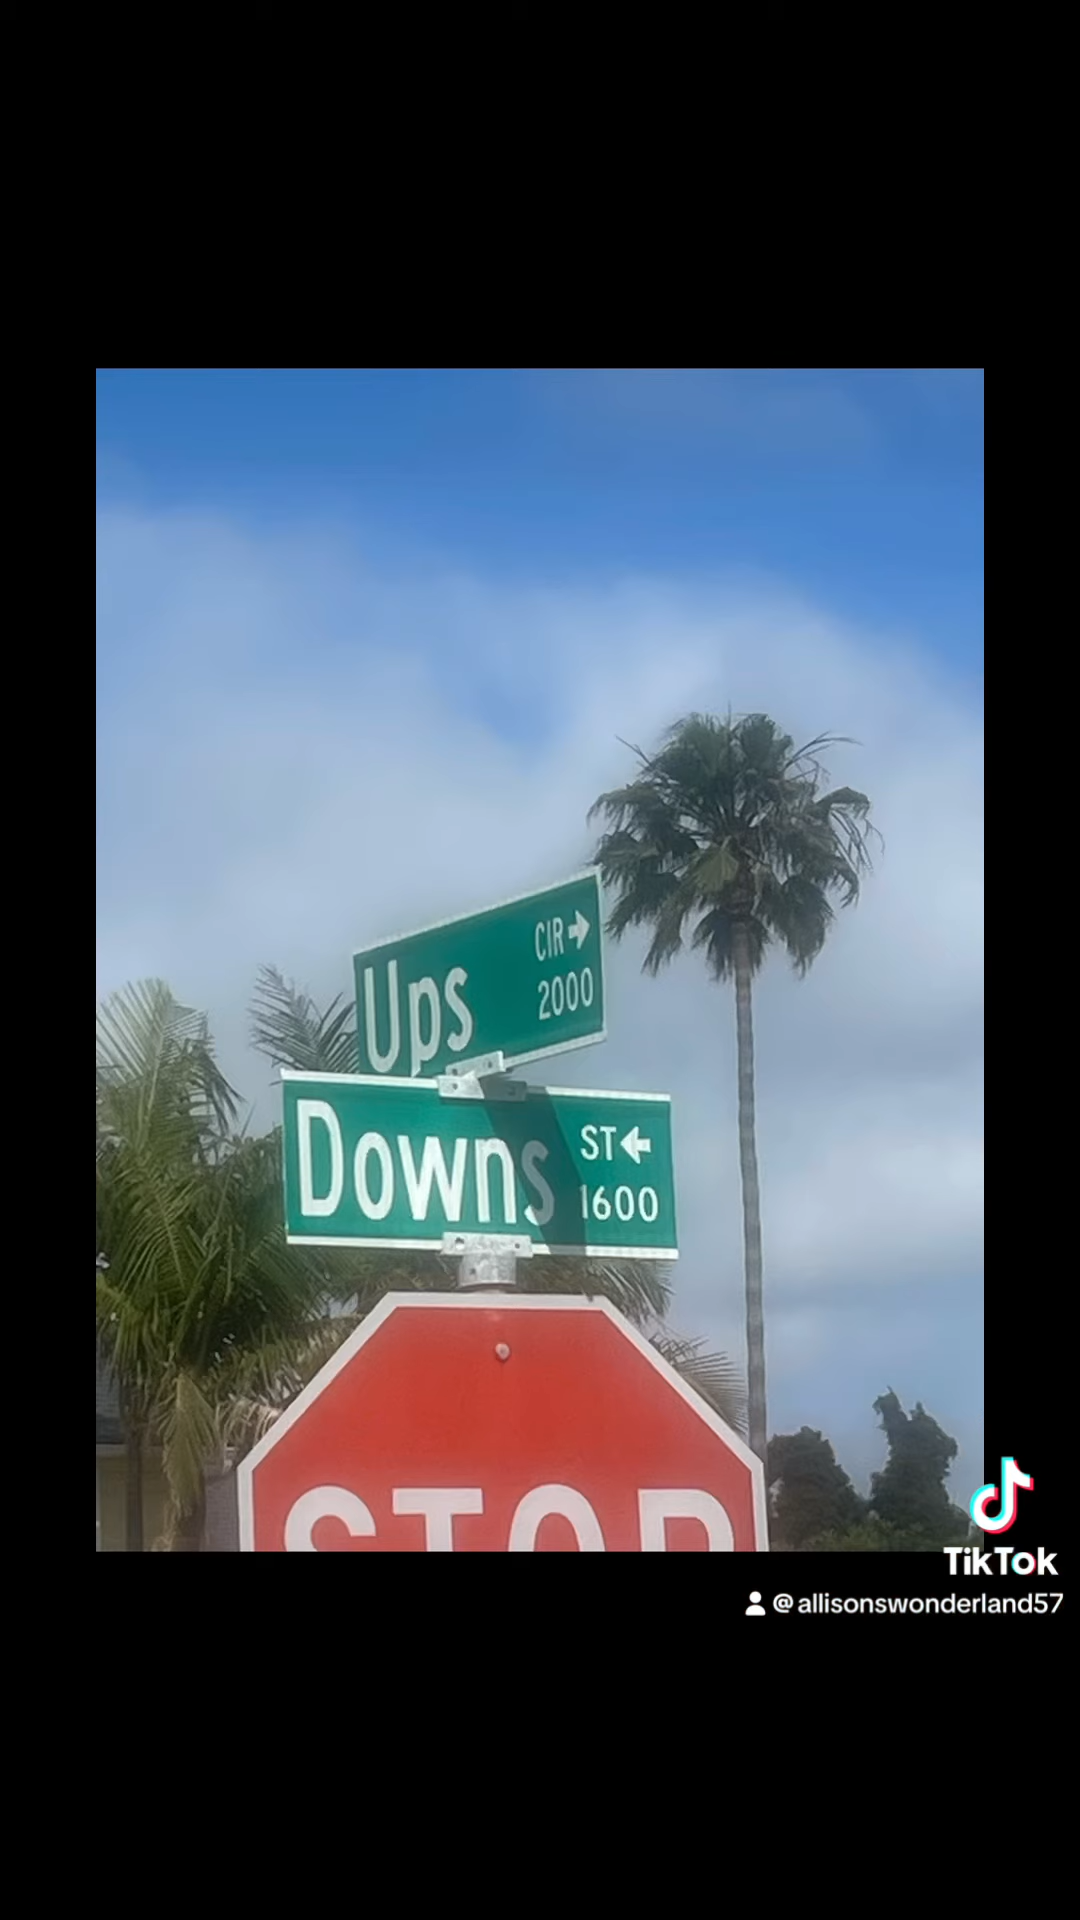 Ups CIR →
2000
Downs ST ←
1600
STOP
TikTok
@allisonswonderland57